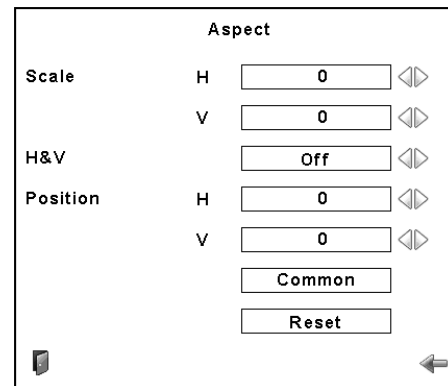 Aspect
Scale H 0
V 0
H&V Off
Position H 0
V 0
Common
Reset